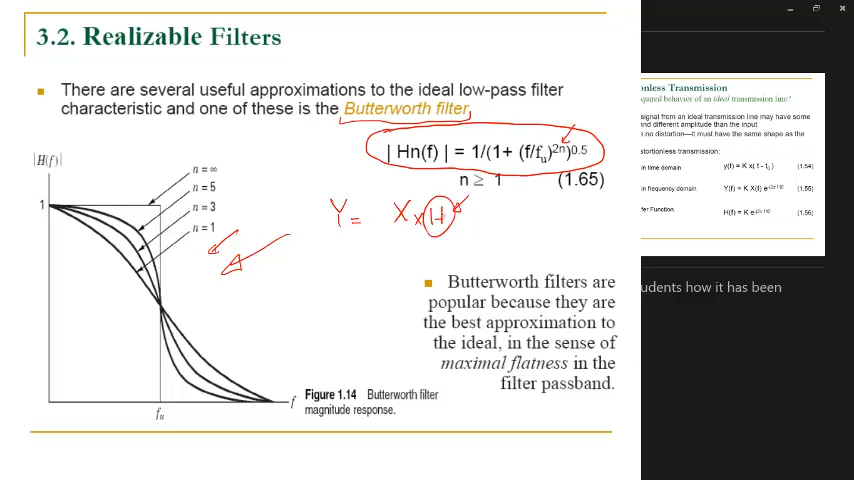 3.2. Realizable Filters
There are several useful approximations to the ideal low-pass filter
characteristic and one of these is the Butterworth filter
| Hn(f) | = 1/(1+ (f/fu)2n)0.5
n ≥ 1 (1.65)
Y = X x H
|H(f)|
n = ∞
n = 5
n = 3
n = 1
1
f
fu
Figure 1.14 Butterworth filter
magnitude response.
Butterworth filters are
popular because they are
the best approximation to
the ideal, in the sense of
maximal flatness in the
filter passband.
onless Transmission
quired behavior of an ideal transmission line?
signal from an ideal transmission line may have some
and different amplitude than the input
e no distortion—it must have the same shape as the
distortionless transmission:
in time domain y(t) = K x( t - t0 ) (1.54)
in frequency domain (1.55)
fer Function (1.56)
tudents how it has been